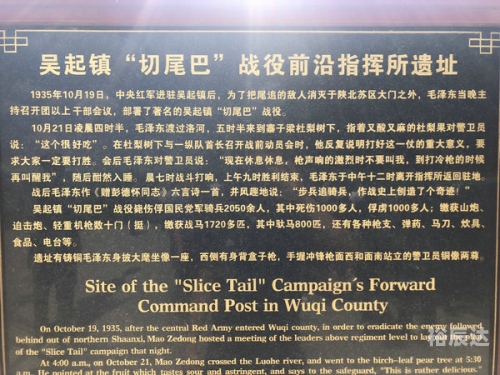 吴起镇“切尾巴”战役前沿指挥所遗址
1935年10月19日，中央红军进驻吴起镇后，为了把尾追的敌人消灭于陕北苏区大门之外，毛泽东当晚主
持召开团以上干部会议，部署了著名的吴起镇“切尾巴”战役。
10月21日凌晨四时半，毛泽东渡过洛河，五时半来到寨子梁杜梨树下，指着又酸又麻的杜梨果对警卫员
说：“这个很好吃”。在杜梨树下与一纵队首长召开战前动员会时，他反复说明打好这一仗的重大意义，要
求大家一定要打胜。会后毛泽东对警卫员说：“现在休息休息，枪声响的激烈时不要叫我，到打冷枪的时候
再叫醒我”，随后酣然入睡。晨七时战斗打响，上午九时胜利结束，毛泽东于中午十二时离开指挥所返回驻地。
战后毛泽东作《赠彭德怀同志》六言诗一首，并风趣地说：“步兵追骑兵，作战史上创造了个奇迹！”
吴起镇“切尾巴”战役毙伤俘国民党军骑兵2050余人，其中死伤1000多人，俘虏1000多人；缴获山炮、
迫击炮、轻重机枪数十门（挺），缴获战马1720多匹，其中驮马800匹，还有各种枪支、弹药、马刀、炊具、
食品、电台等。
遗址有铸铜毛泽东身披大麾坐像一座，西侧有身背盒子枪，手握冲锋枪面西和面南站立的警卫员铜像两尊。
Site of the "Slice Tail" Campaign's Forward
Command Post in Wuqi County
On October 19, 1935, after the central Red Army entered Wuqi county, in order to eradicate the enemy followed
behind out of northern Shaanxi, Mao Zedong hosted a meeting of the leaders above regiment level to layout the plan
of the "Slice Tail" campaign that night.
At 4:00 a.m, on October 21, Mao Zedong crossed the Luohe river, and went to the birch-leaf pear tree at 5:30
a.m. He pointed at the fruit which tastes sour and astringent, and says to the safeguard, "This is rather delicious."
裕辰达